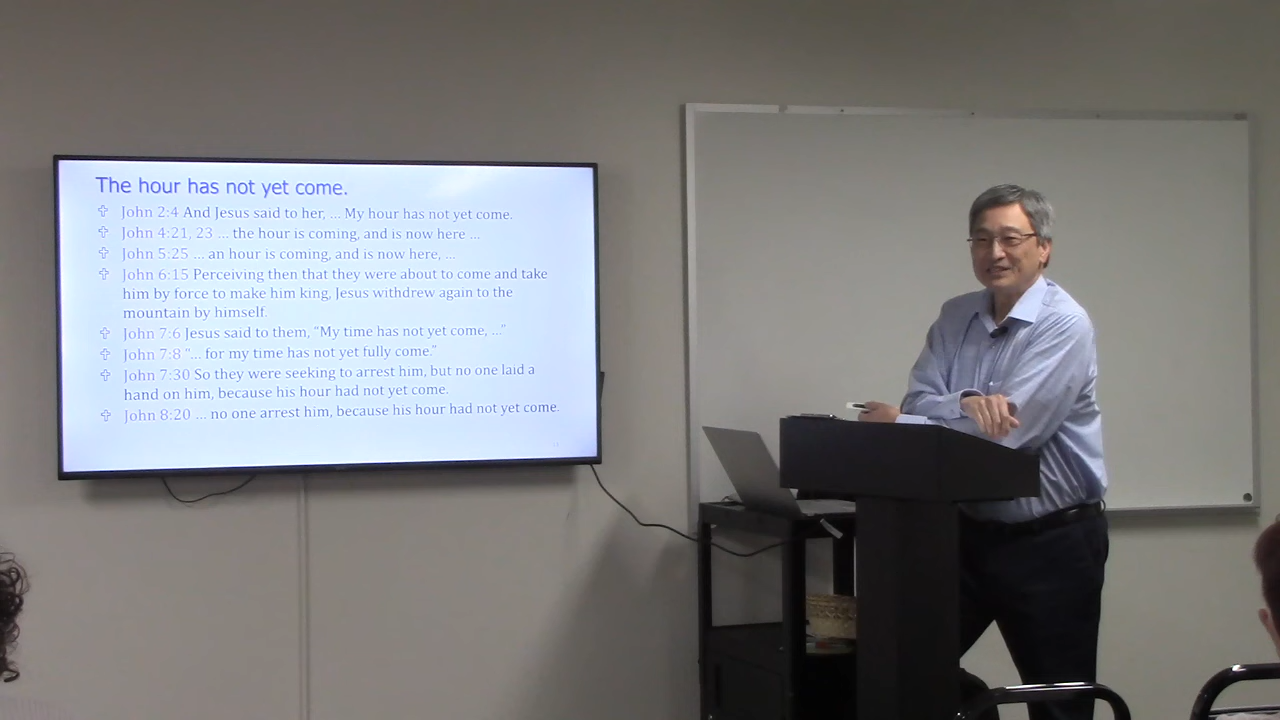 The hour has not yet come.
John 2:4 And Jesus said to her, ... My hour has not yet come.
John 4:21, 23 ... the hour is coming, and is now here ...
John 5:25 ... an hour is coming, and is now here, ...
John 6:15 Perceiving then that they were about to come and take
him by force to make him king, Jesus withdrew again to the
mountain by himself.
John 7:6 Jesus said to them, “My time has not yet come, ...”
John 7:8 “... for my time has not yet fully come.”
John 7:30 So they were seeking to arrest him, but no one laid a
hand on him, because his hour had not yet come.
John 8:20 ... no one arrest him, because his hour had not yet come.